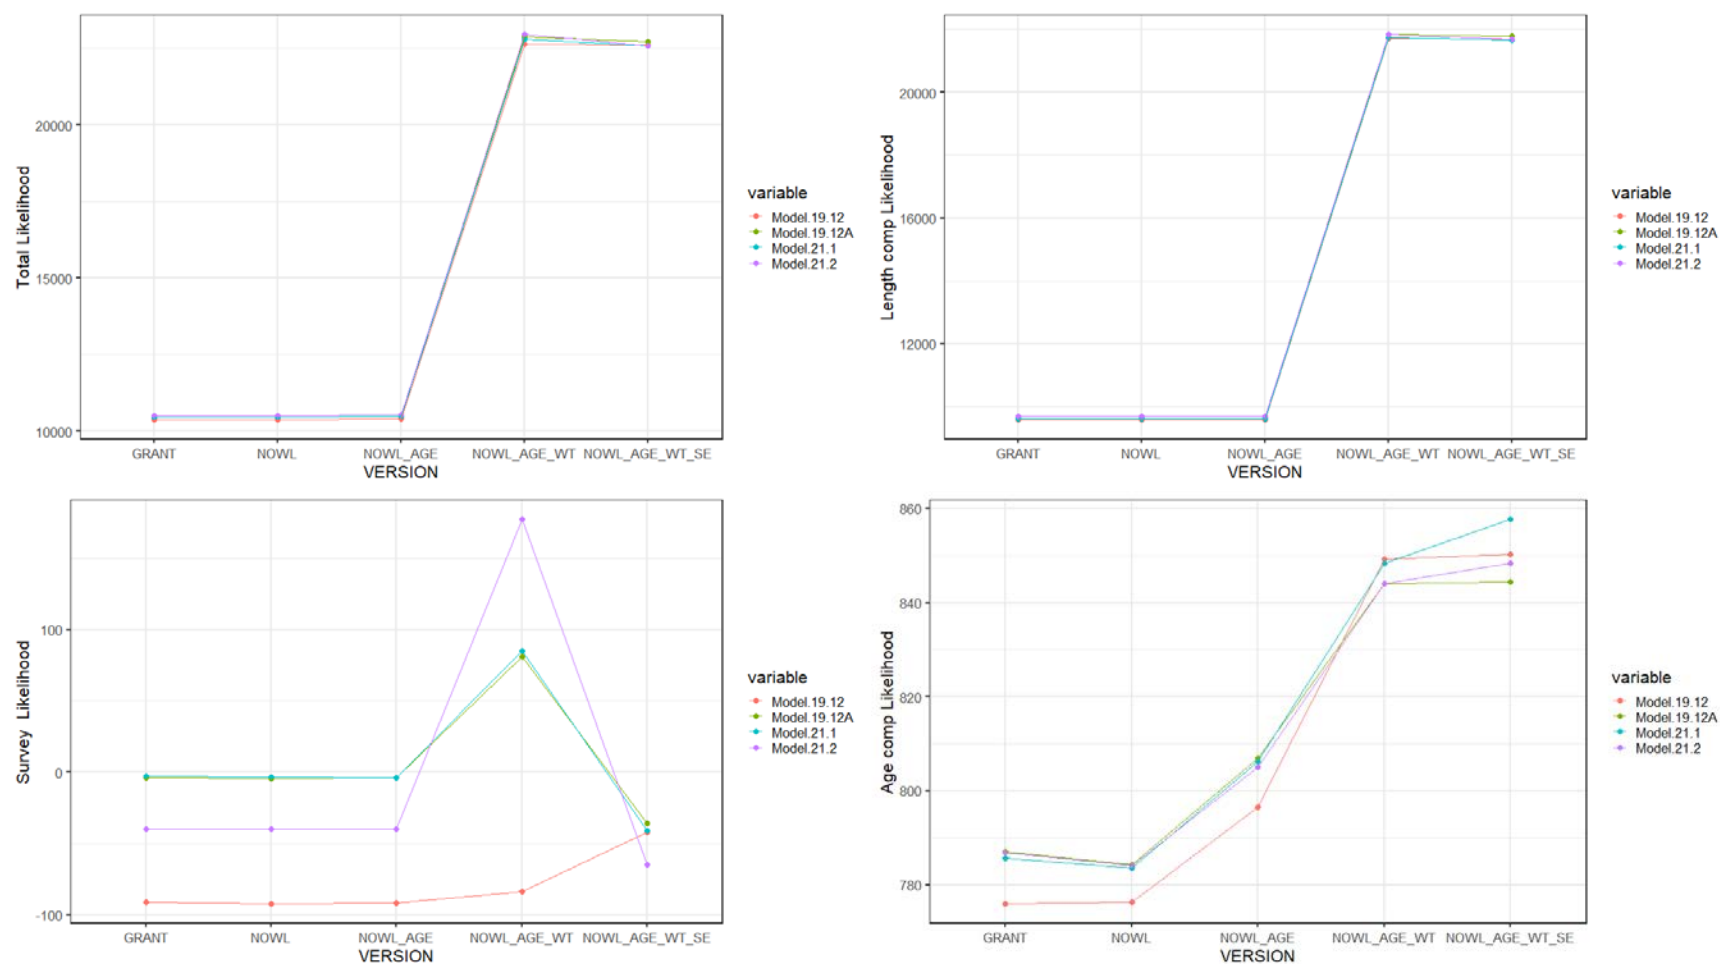 Total Likelihood
20000
15000
10000
GRANT
NOWL
NOWL_AGE
NOWL_AGE_WT
NOWL_AGE_WT_SE
VERSION
variable
Model.19.12
Model.19.12A
Model.21.1
Model.21.2
Length comp Likelihood
20000
16000
12000
GRANT
NOWL
NOWL_AGE
NOWL_AGE_WT
NOWL_AGE_WT_SE
VERSION
variable
Model.19.12
Model.19.12A
Model.21.1
Model.21.2
Survey Likelihood
100
0
-100
GRANT
NOWL
NOWL_AGE
NOWL_AGE_WT
NOWL_AGE_WT_SE
VERSION
variable
Model.19.12
Model.19.12A
Model.21.1
Model.21.2
Age comp Likelihood
860
840
820
800
780
GRANT
NOWL
NOWL_AGE
NOWL_AGE_WT
NOWL_AGE_WT_SE
VERSION
variable
Model.19.12
Model.19.12A
Model.21.1
Model.21.2